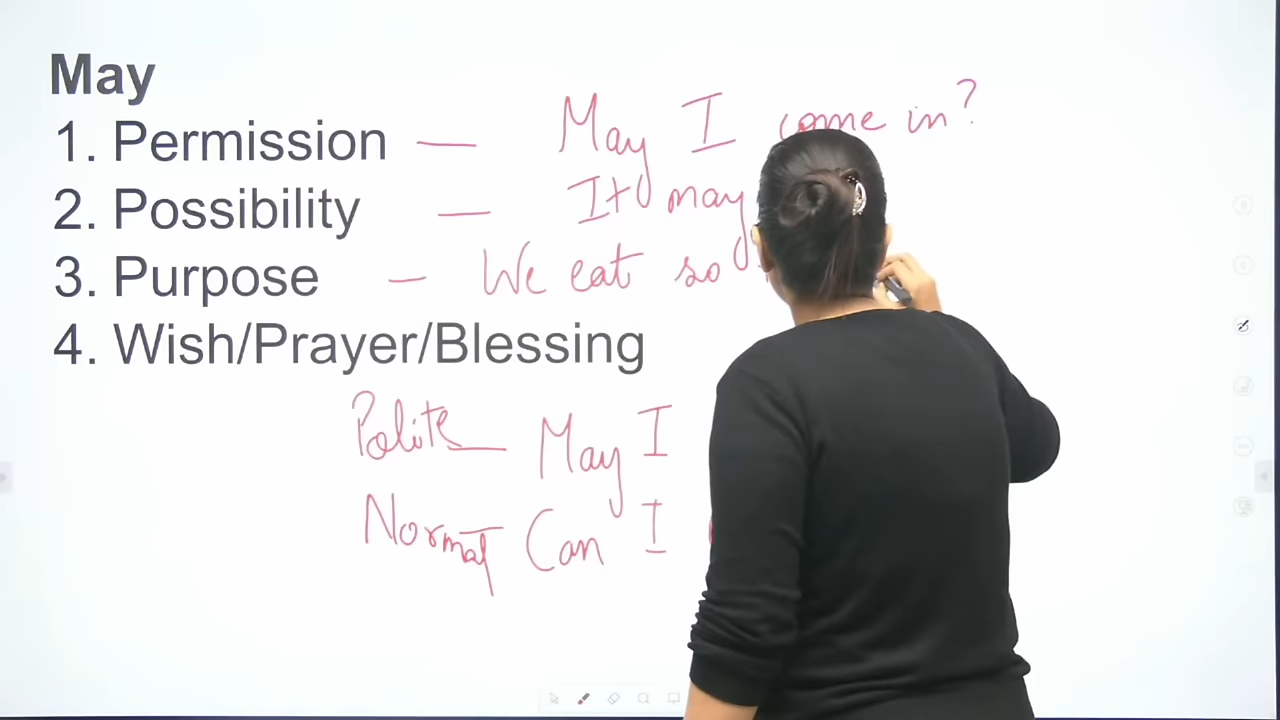 May
1. Permission — May I come in?
2. Possibility — It may
3. Purpose - We eat so
4. Wish/Prayer/Blessing
Polite — May I
Normal Can I